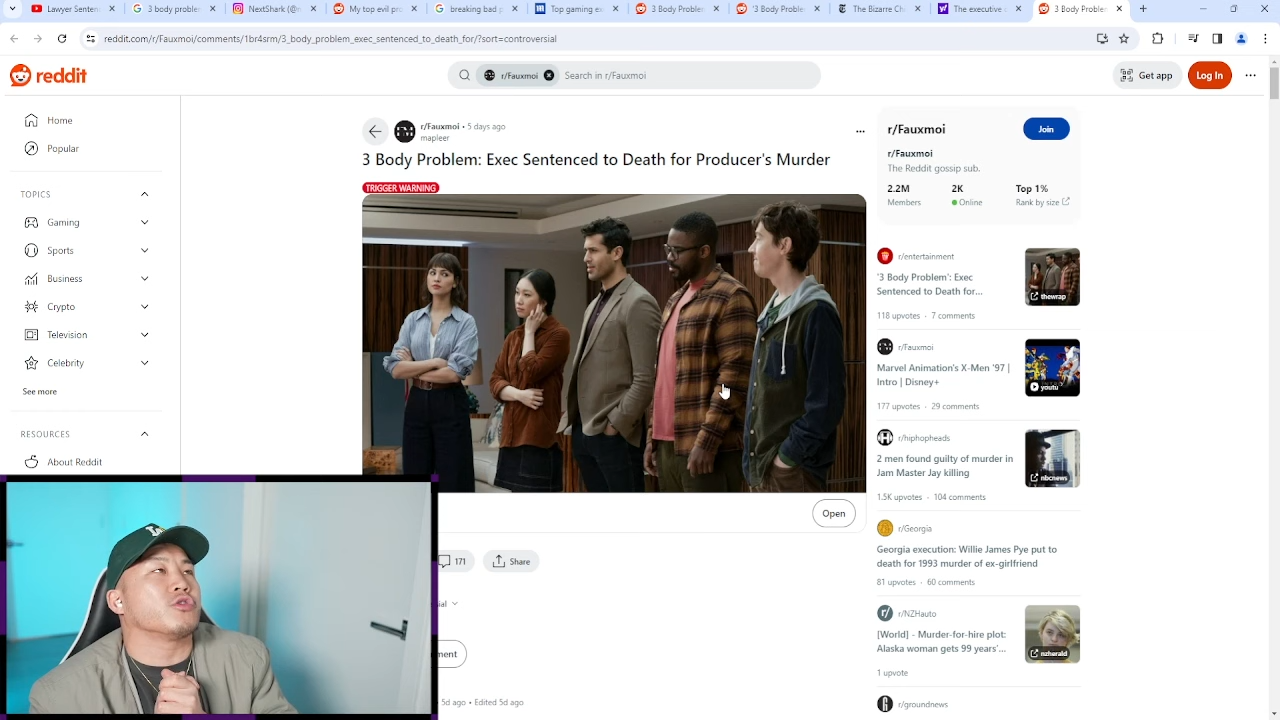 Lawyer Senten
3 body problem
NextShark (@n
My top evil pro
breaking bad p
Top gaming ex
3 Body Proble
'3 Body Proble
The 3 Body
The executive
3 Body Proble
reddit.com/r/Fauxmoi/comments/1br4srm/3_body_problem_exec_sentenced_to_death_for/?sort=controversial
reddit
r/Fauxmoi
Search in r/Fauxmoi
Get app
Log In
Home
Popular
TOPICS
Gaming
Sports
Business
Crypto
Television
Celebrity
See more
RESOURCES
About Reddit
r/Fauxmoi • 5 days ago
mapleer
3 Body Problem: Exec Sentenced to Death for Producer's Murder
TRIGGER WARNING
Open
171
Share
ial
ment
5d ago • Edited 5d ago
r/Fauxmoi
Join
r/Fauxmoi
The Reddit gossip sub.
2.2M
2K
Top 1%
Members
Online
Rank by size
r/entertainment
'3 Body Problem': Exec
Sentenced to Death for...
thewrap
118 upvotes · 7 comments
r/Fauxmoi
Marvel Animation's X-Men '97 |
Intro | Disney+
youtu
177 upvotes · 29 comments
r/hiphopheads
2 men found guilty of murder in
Jam Master Jay killing
nbcnews
1.5K upvotes · 104 comments
r/Georgia
Georgia execution: Willie James Pye put to
death for 1993 murder of ex-girlfriend
81 upvotes · 60 comments
r/NZHauto
[World] - Murder-for-hire plot:
Alaska woman gets 99 years'...
nzherald
1 upvote
r/groundnews